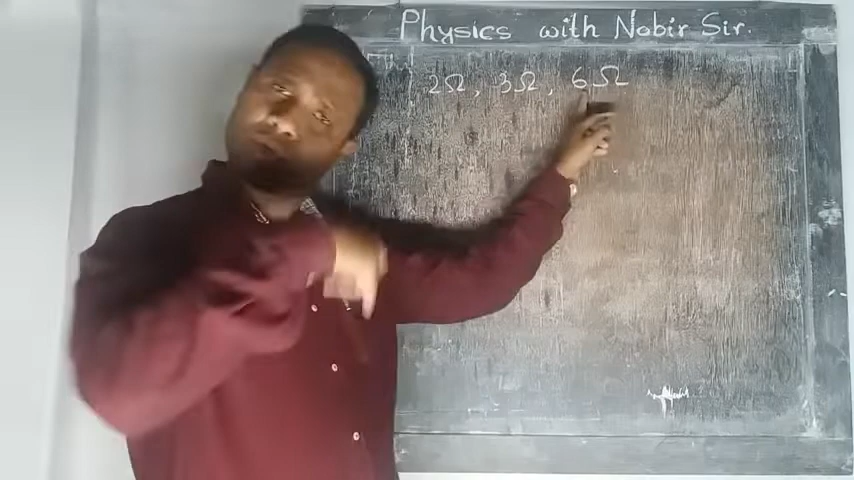 Physics with Nobir Sir.
2Ω, 3Ω, 6Ω